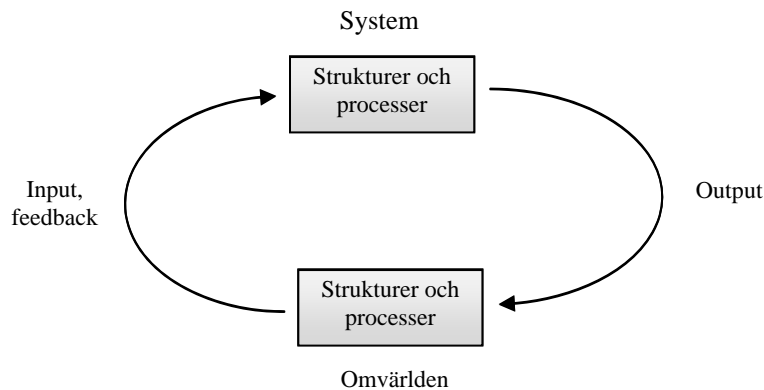 System
Strukturer och
processer
Input,
feedback
Output
Strukturer och
processer
Omvärlden